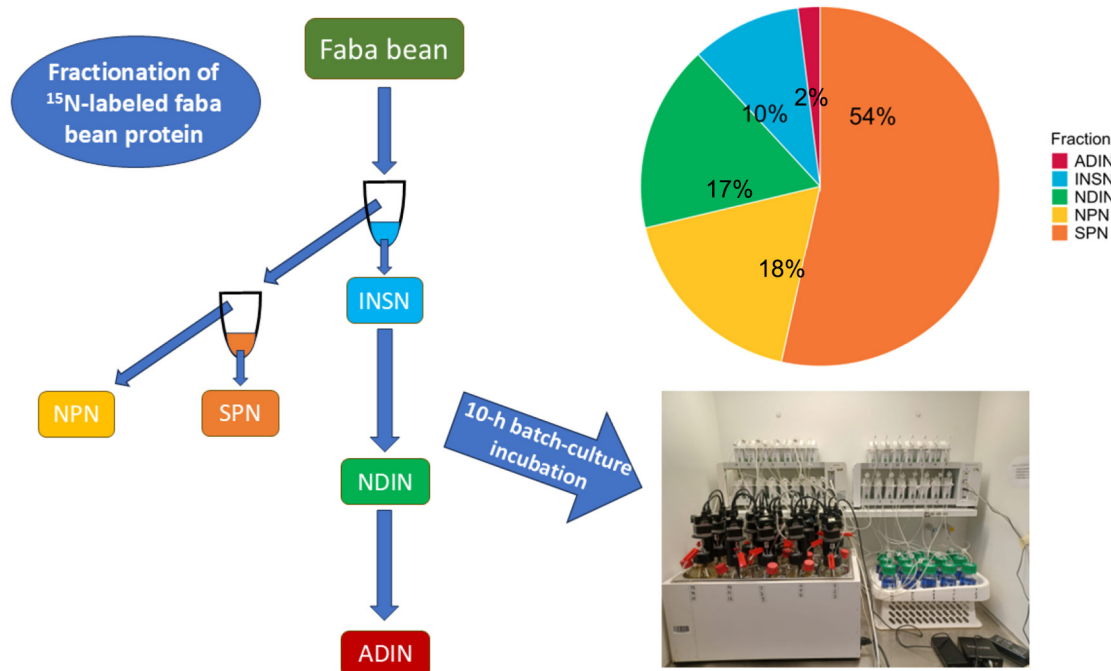 Fractionation of
¹⁵N-labeled faba
bean protein
Faba bean
INSN
NPN
SPN
NDIN
ADIN
10-h batch-culture
incubation
2%
54%
10%
17%
18%
Fraction
ADIN
INSN
NDIN
NPN
SPN